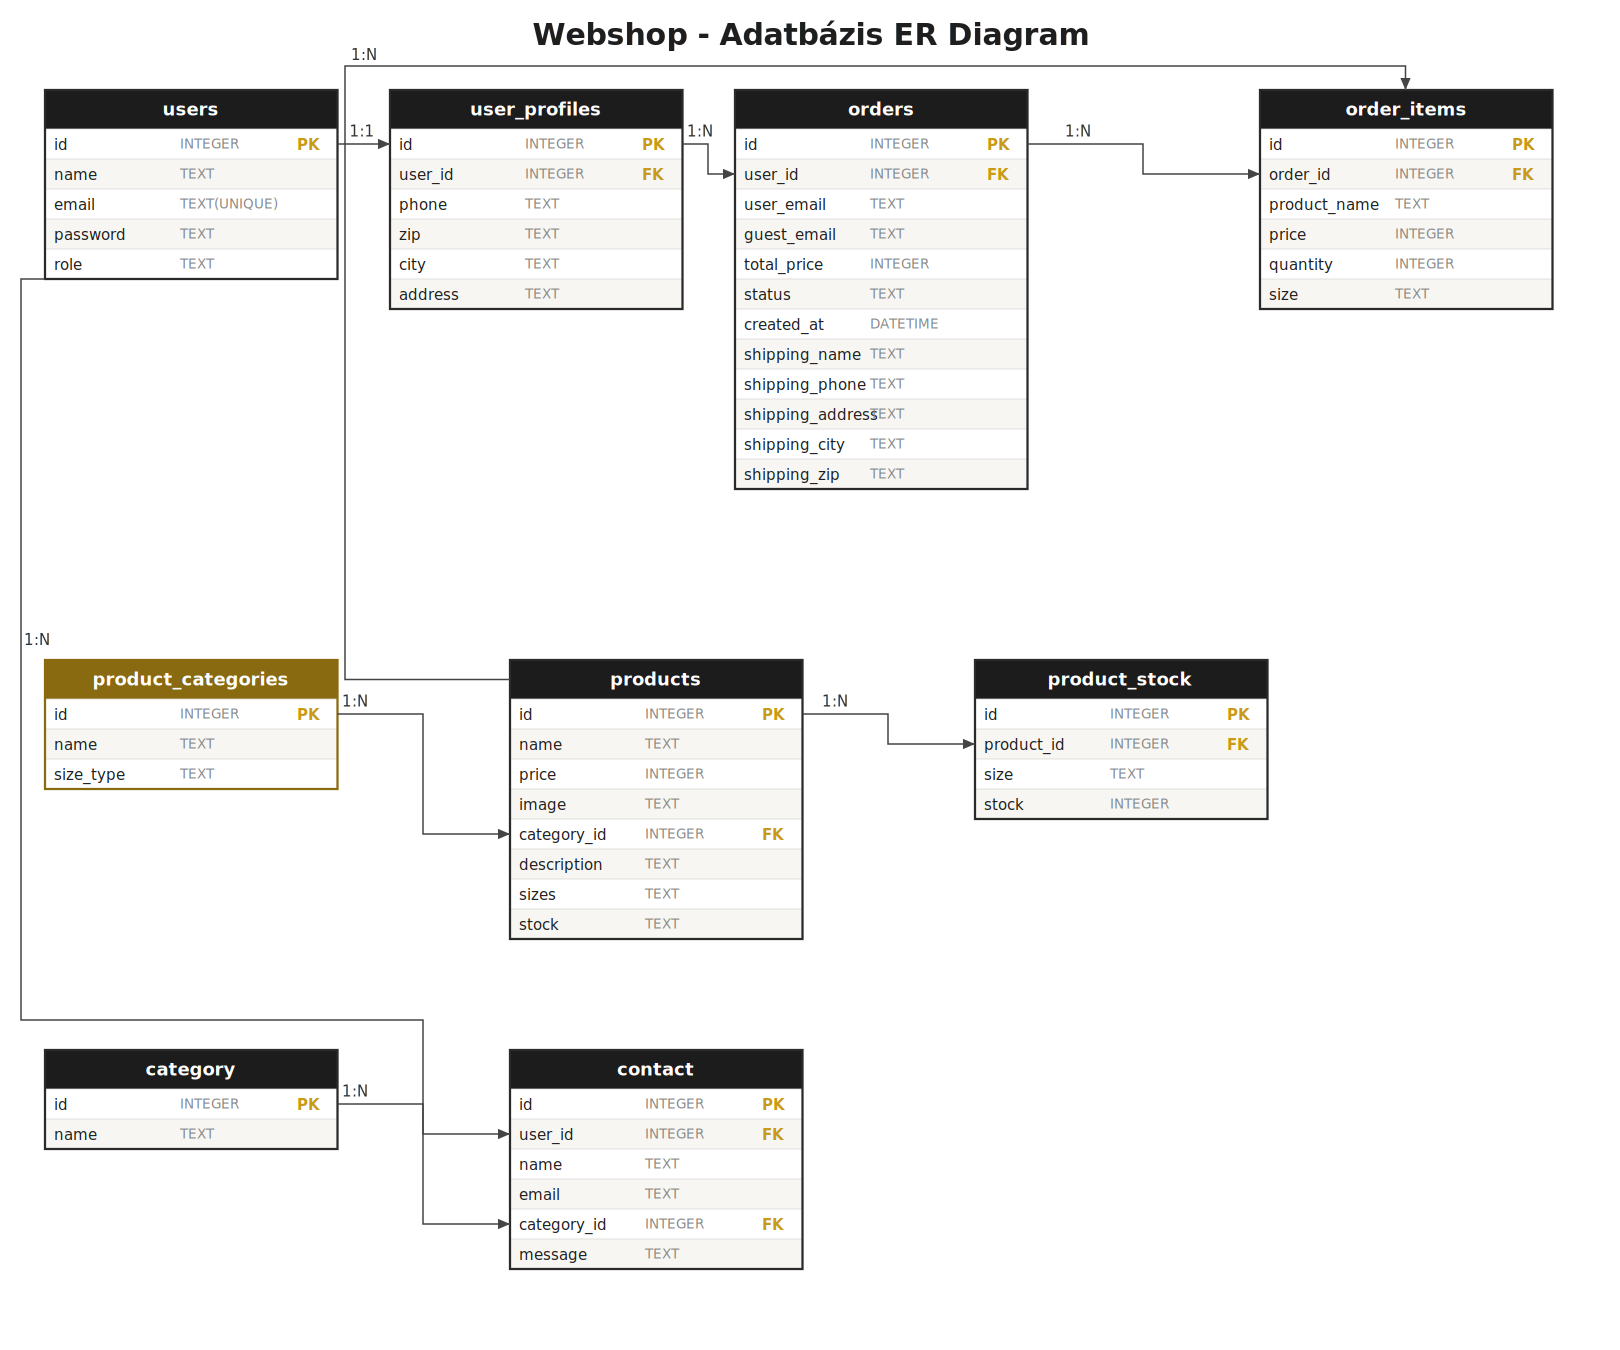 Webshop - Adatbázis ER Diagram
1:N
users
id INTEGER PK
name TEXT
email TEXT(UNIQUE)
password TEXT
role TEXT
1:1
user_profiles
id INTEGER PK
user_id INTEGER FK
phone TEXT
zip TEXT
city TEXT
address TEXT
1:N
orders
id INTEGER PK
user_id INTEGER FK
user_email TEXT
guest_email TEXT
total_price INTEGER
status TEXT
created_at DATETIME
shipping_name TEXT
shipping_phone TEXT
shipping_address TEXT
shipping_city TEXT
shipping_zip TEXT
1:N
order_items
id INTEGER PK
order_id INTEGER FK
product_name TEXT
price INTEGER
quantity INTEGER
size TEXT
1:N
product_categories
id INTEGER PK
name TEXT
size_type TEXT
1:N
products
id INTEGER PK
name TEXT
price INTEGER
image TEXT
category_id INTEGER FK
description TEXT
sizes TEXT
stock TEXT
1:N
product_stock
id INTEGER PK
product_id INTEGER FK
size TEXT
stock INTEGER
category
id INTEGER PK
name TEXT
1:N
contact
id INTEGER PK
user_id INTEGER FK
name TEXT
email TEXT
category_id INTEGER FK
message TEXT